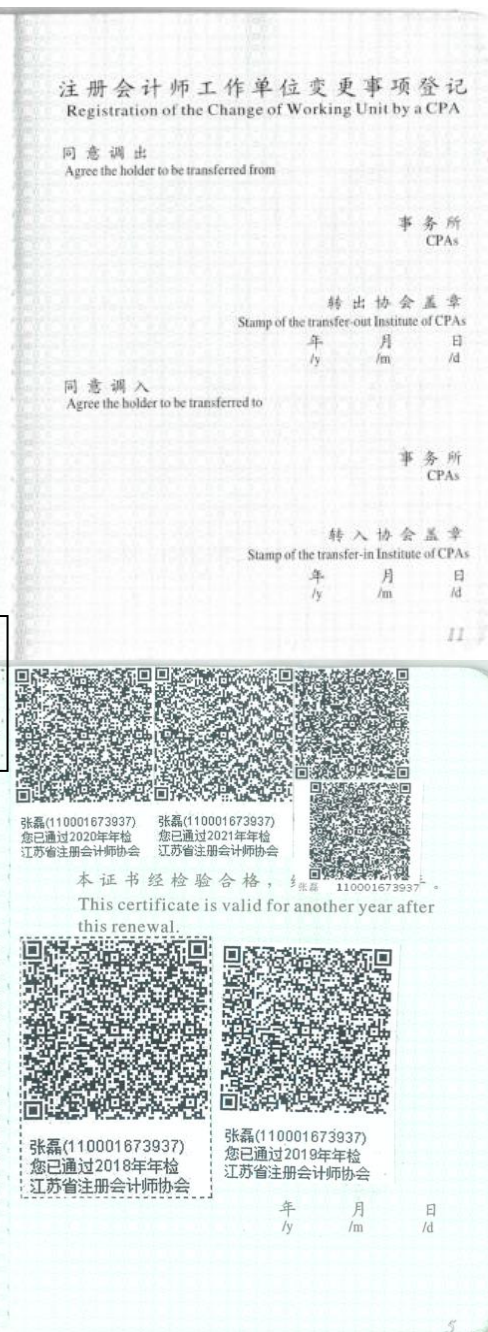 注册会计师工作单位变更事项登记
Registration of the Change of Working Unit by a CPA
同意调出
Agree the holder to be transferred from
事务所
CPAs
转出协会盖章
Stamp of the transfer-out Institute of CPAs
年 月 日
/y /m /d
同意调入
Agree the holder to be transferred to
事务所
CPAs
转入协会盖章
Stamp of the transfer-in Institute of CPAs
年 月 日
/y /m /d
11
张磊(110001673937)
您已通过2020年年检
江苏省注册会计师协会
张磊(110001673937)
您已通过2021年年检
江苏省注册会计师协会
张磊 110001673937
本证书经检验合格，
This certificate is valid for another year after
this renewal.
张磊(110001673937)
您已通过2018年年检
江苏省注册会计师协会
张磊(110001673937)
您已通过2019年年检
江苏省注册会计师协会
年 月 日
/y /m /d
5